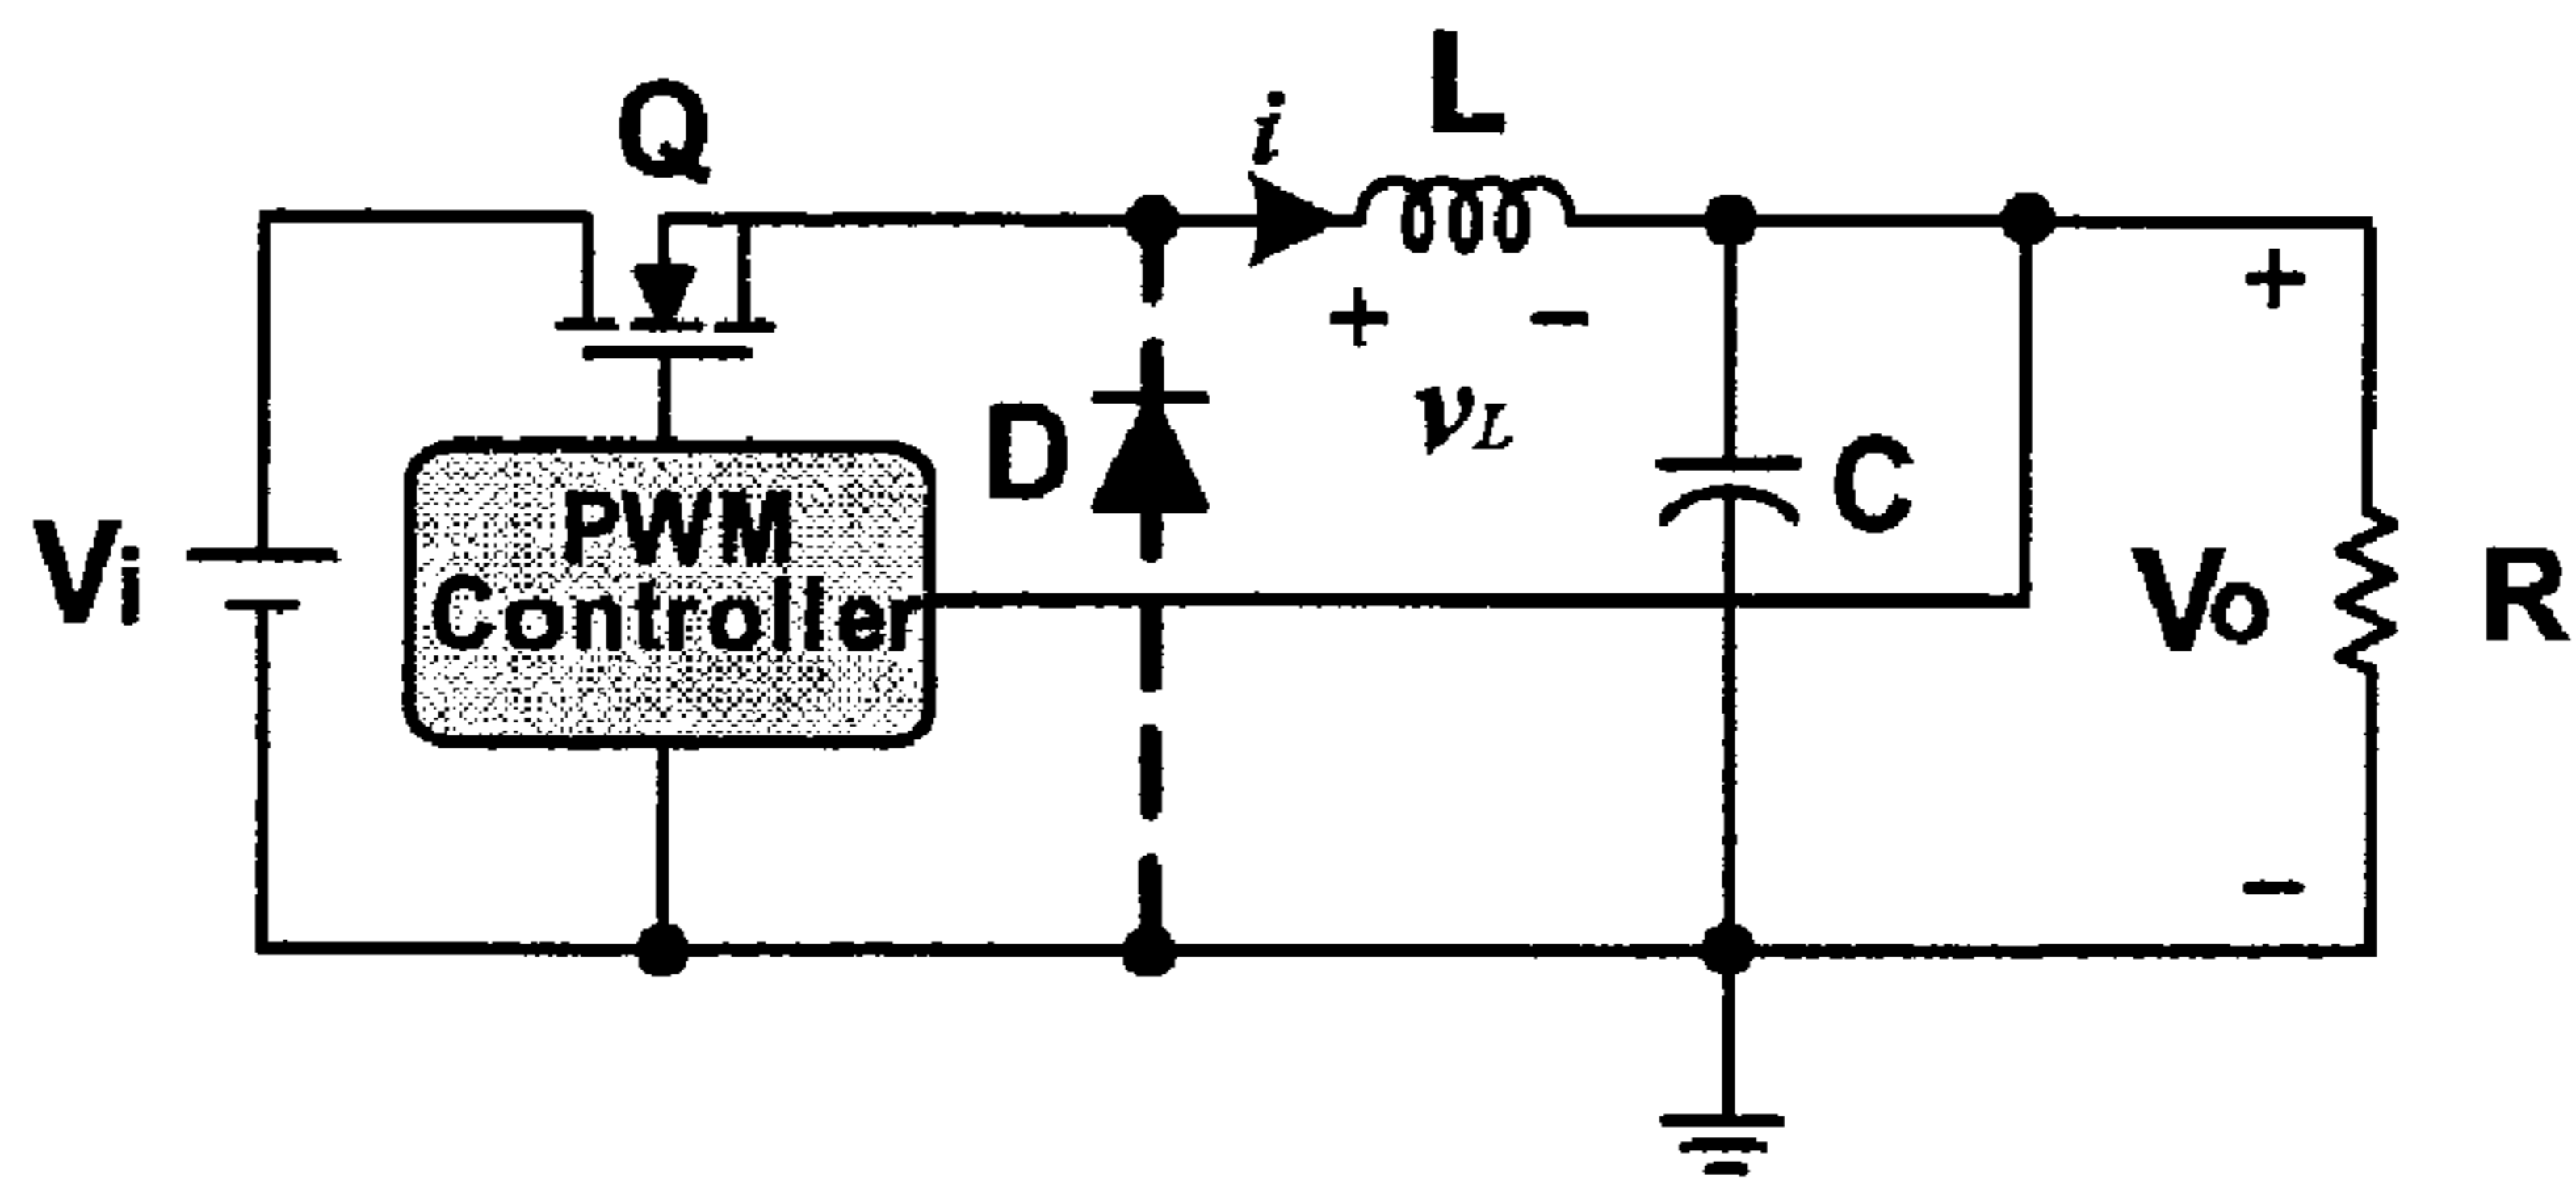 Q
i
L
+ −
vL
D
C
PWM
Controller
Vi
+
Vo
−
R